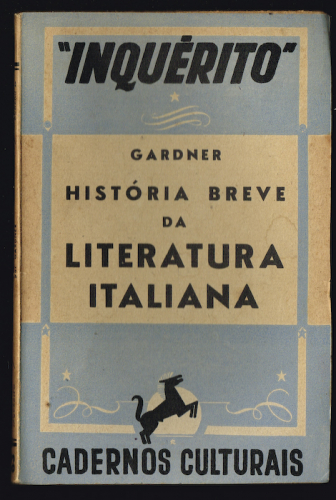 "INQUÉRITO"
GARDNER
HISTÓRIA BREVE
DA
LITERATURA
ITALIANA
CADERNOS CULTURAIS